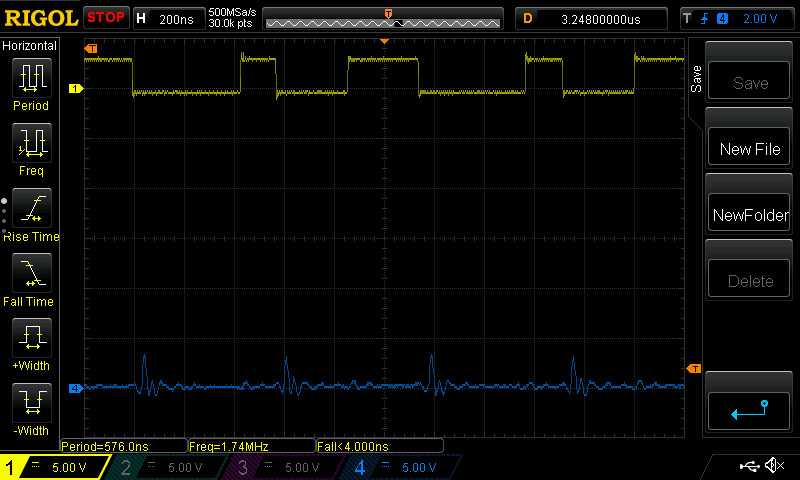 RIGOL STOP H 200ns 500MSa/s 30.0k pts T D 3.24800000us T 4 2.00 V
Horizontal
Period
Freq
Rise Time
Fall Time
+Width
-Width
T
1
4
T
Period=576.0ns Freq=1.74MHz Fall<4.000ns
1 5.00 V 2 5.00 V 3 5.00 V 4 5.00 V
Save
Save
New File
NewFolder
Delete